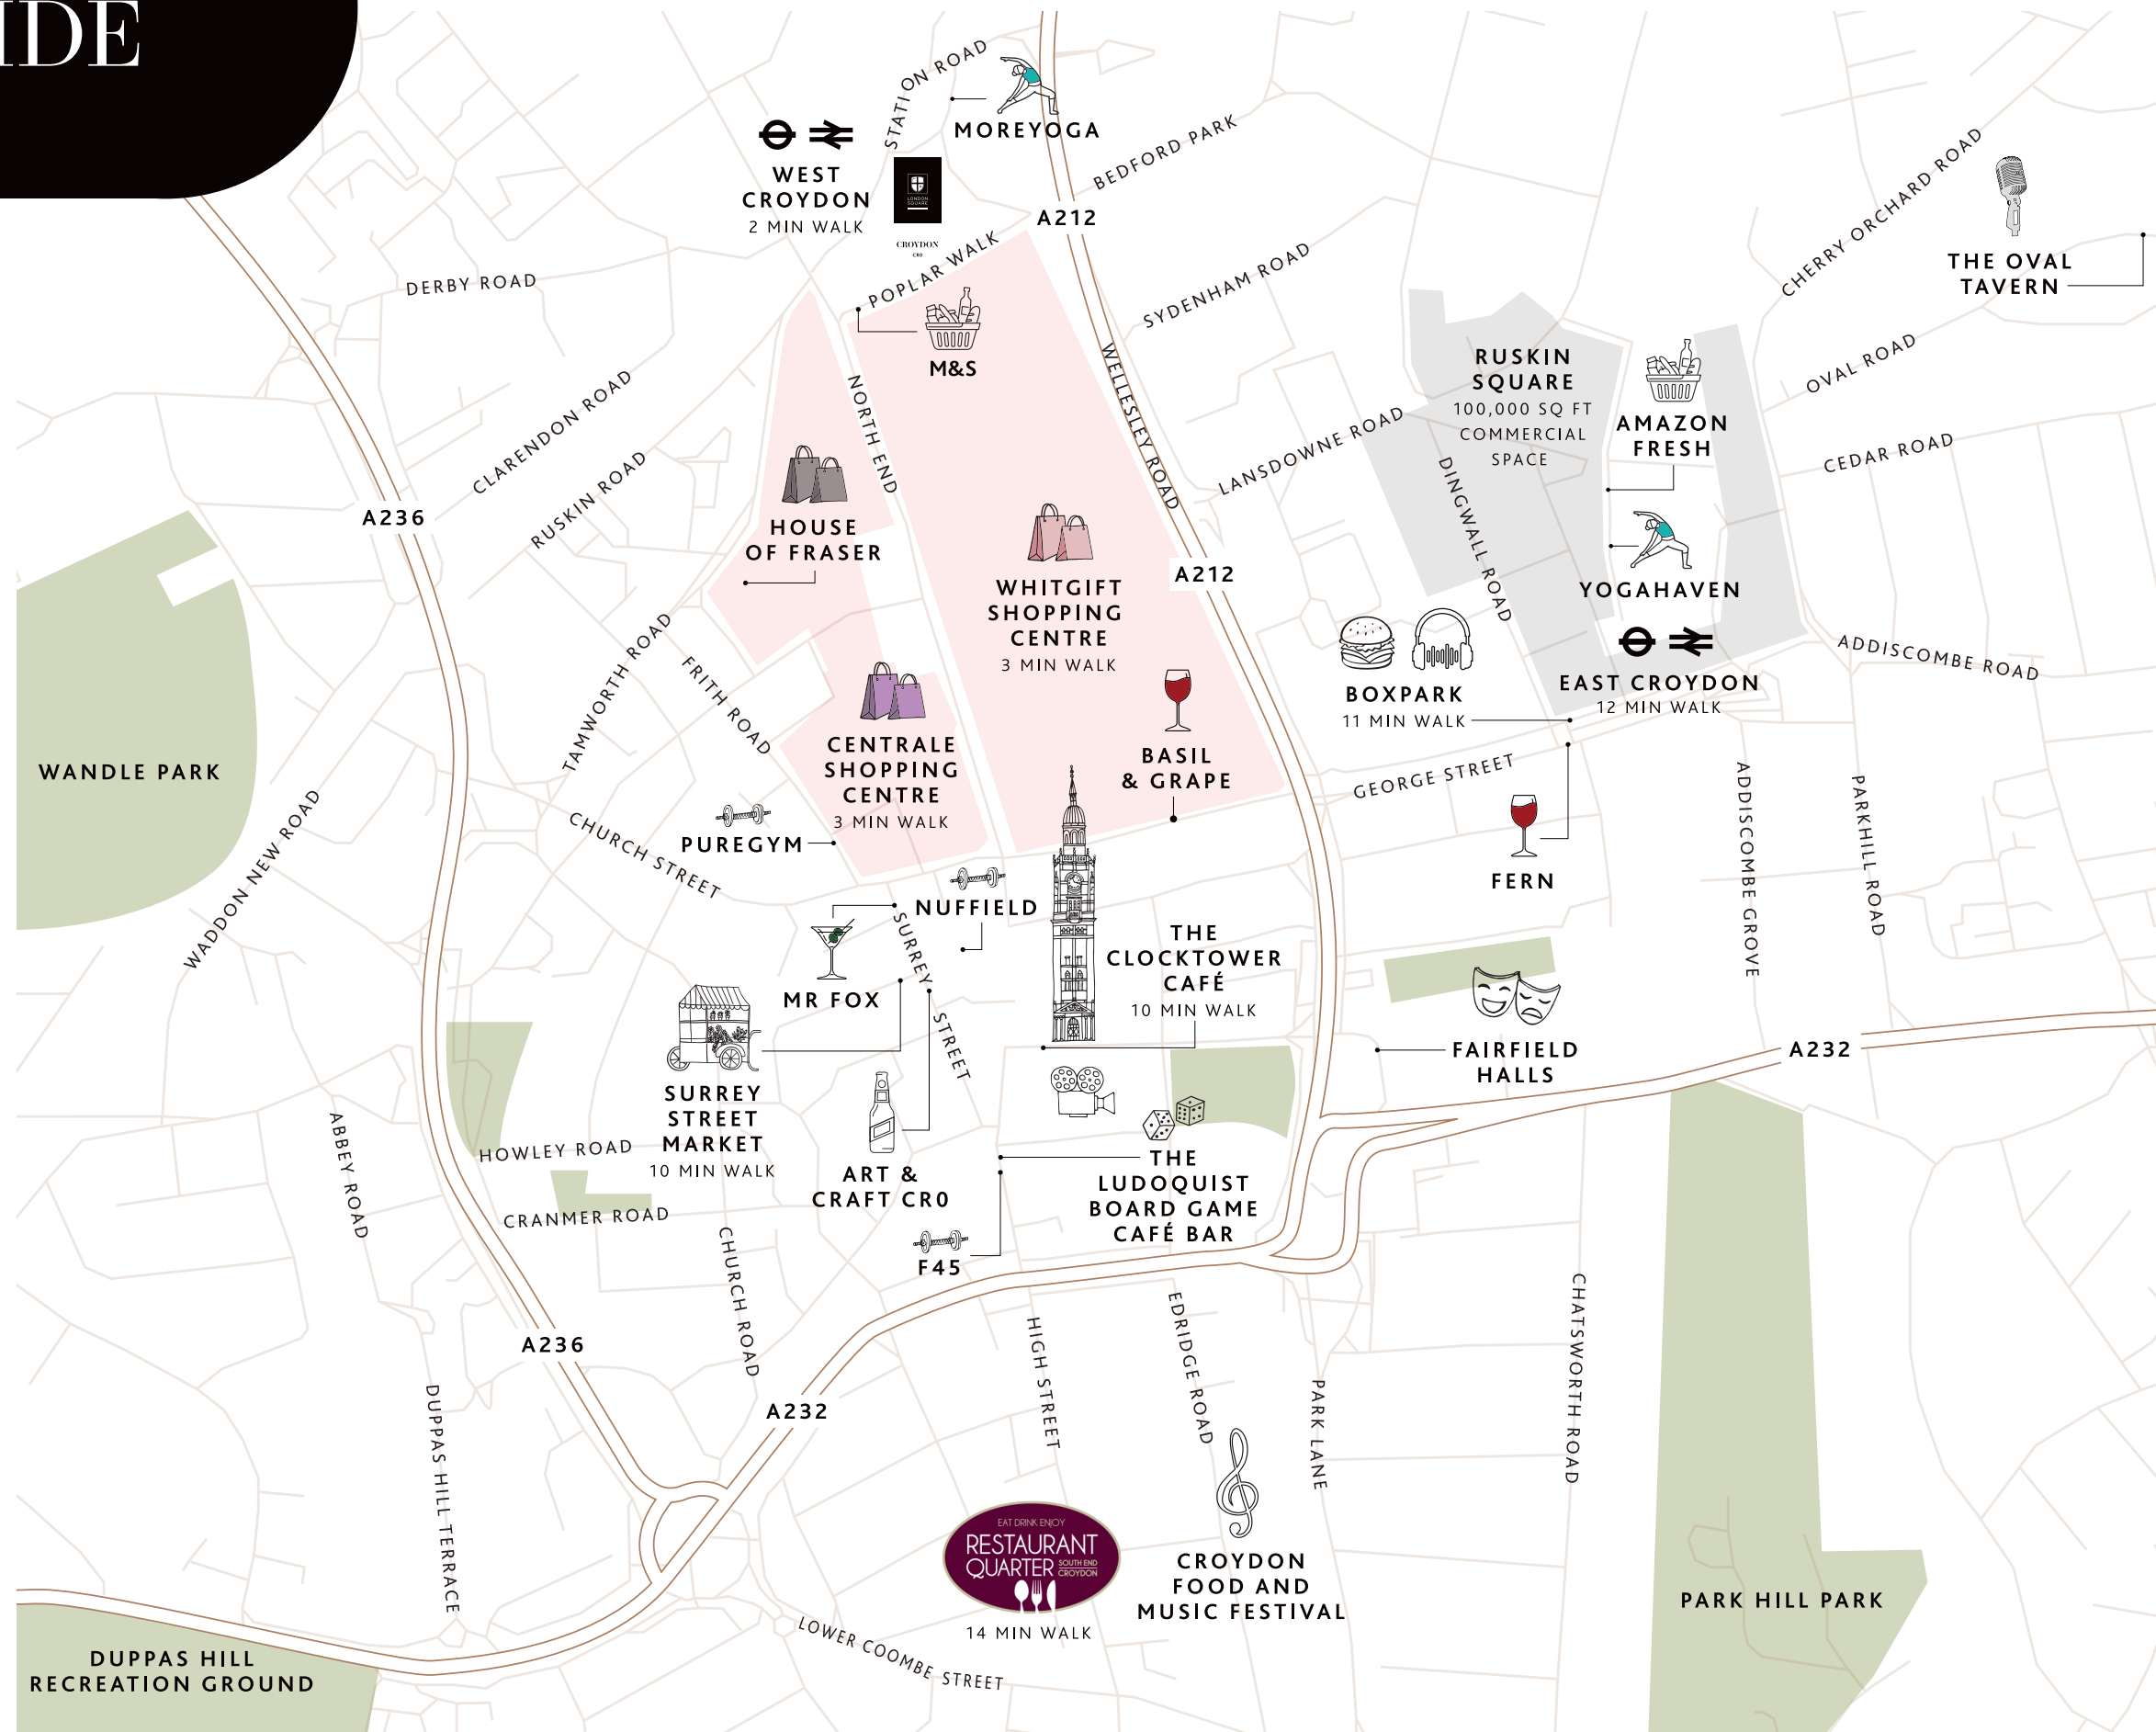 IDE
STATION ROAD
MOREYOGA
BEDFORD PARK
WEST
CROYDON
2 MIN WALK
LONDON
SQUARE
CROYDON
CR0
A212
POPLAR WALK
CHERRY ORCHARD ROAD
THE OVAL
TAVERN
DERBY ROAD
SYDENHAM ROAD
M&S
NORTH END
WELLESLEY ROAD
RUSKIN
SQUARE
100,000 SQ FT
COMMERCIAL
SPACE
AMAZON
FRESH
OVAL ROAD
CEDAR ROAD
CLARENDON ROAD
RUSKIN ROAD
LANSDOWNE ROAD
DINGWALL ROAD
A236
HOUSE
OF FRASER
WHITGIFT
SHOPPING
CENTRE
3 MIN WALK
A212
YOGAHAVEN
EAST CROYDON
12 MIN WALK
ADDISCOMBE ROAD
BOXPARK
11 MIN WALK
TAMWORTH ROAD
FRITH ROAD
CENTRALE
SHOPPING
CENTRE
3 MIN WALK
BASIL
& GRAPE
GEORGE STREET
WANDLE PARK
WADDON NEW ROAD
CHURCH STREET
PUREGYM
FERN
ADDISCOMBE GROVE
PARKHILL ROAD
NUFFIELD
SURREY STREET
MR FOX
THE
CLOCKTOWER
CAFÉ
10 MIN WALK
FAIRFIELD
HALLS
A232
SURREY
STREET
MARKET
10 MIN WALK
ART &
CRAFT CR0
THE
LUDOQUIST
BOARD GAME
CAFÉ BAR
F45
ABBEY ROAD
HOWLEY ROAD
CRANMER ROAD
CHURCH ROAD
A236
A232
HIGH STREET
EDRIDGE ROAD
PARK LANE
CHATSWORTH ROAD
DUPPAS HILL TERRACE
EAT DRINK ENJOY
RESTAURANT
QUARTER
SOUTH END
CROYDON
14 MIN WALK
CROYDON
FOOD AND
MUSIC FESTIVAL
PARK HILL PARK
LOWER COOMBE STREET
DUPPAS HILL
RECREATION GROUND